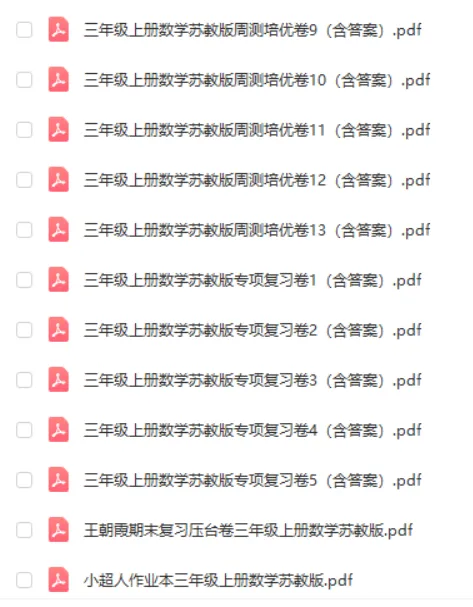 三年级上册数学苏教版周测培优卷9（含答案）.pdf
三年级上册数学苏教版周测培优卷10（含答案）.pdf
三年级上册数学苏教版周测培优卷11（含答案）.pdf
三年级上册数学苏教版周测培优卷12（含答案）.pdf
三年级上册数学苏教版周测培优卷13（含答案）.pdf
三年级上册数学苏教版专项复习卷1（含答案）.pdf
三年级上册数学苏教版专项复习卷2（含答案）.pdf
三年级上册数学苏教版专项复习卷3（含答案）.pdf
三年级上册数学苏教版专项复习卷4（含答案）.pdf
三年级上册数学苏教版专项复习卷5（含答案）.pdf
王朝霞期末复习压台卷三年级上册数学苏教版.pdf
小超人作业本三年级上册数学苏教版.pdf